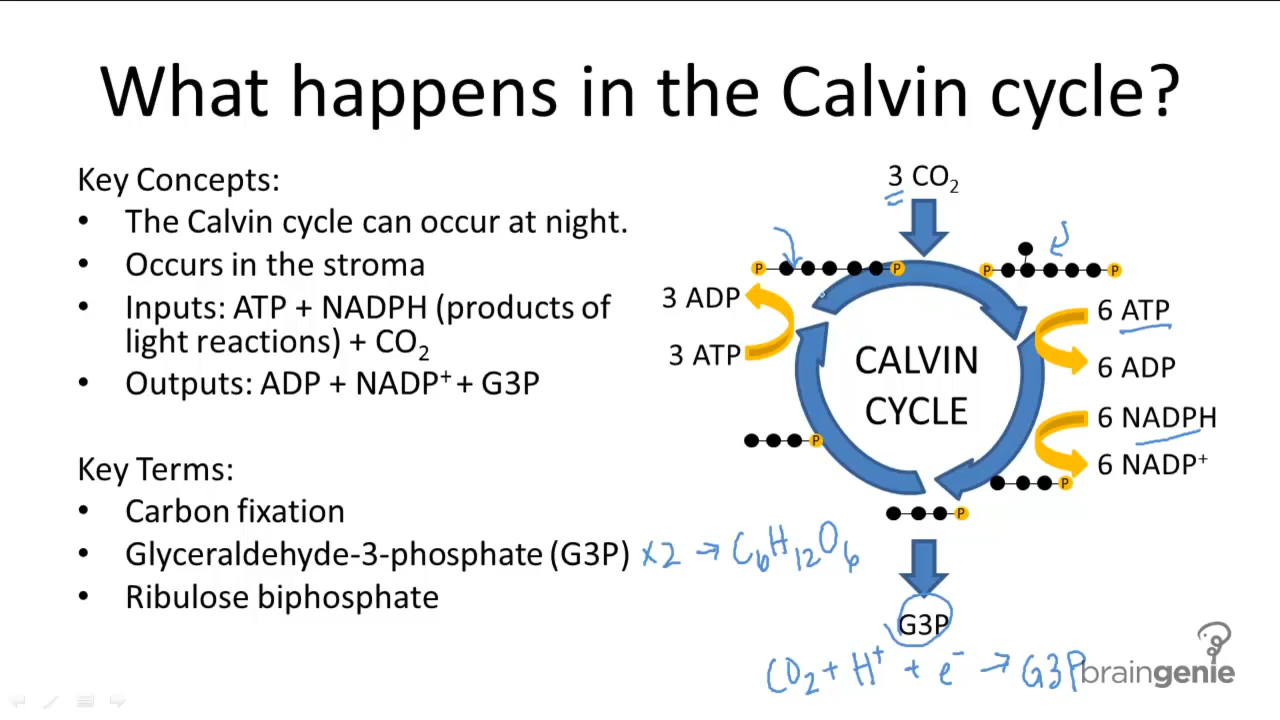 What happens in the Calvin cycle?
Key Concepts:
• The Calvin cycle can occur at night.
• Occurs in the stroma
• Inputs: ATP + NADPH (products of
light reactions) + CO₂
• Outputs: ADP + NADP⁺ + G3P
Key Terms:
• Carbon fixation
• Glyceraldehyde-3-phosphate (G3P) x2 → C₆H₁₂O₆
• Ribulose biphosphate
3 CO₂
P P
P P
3 ADP
3 ATP
6 ATP
6 ADP
CALVIN
CYCLE
6 NADPH
6 NADP⁺
P
P
P
G3P
CO₂ + H⁺ + e⁻ → G3P
braingenie